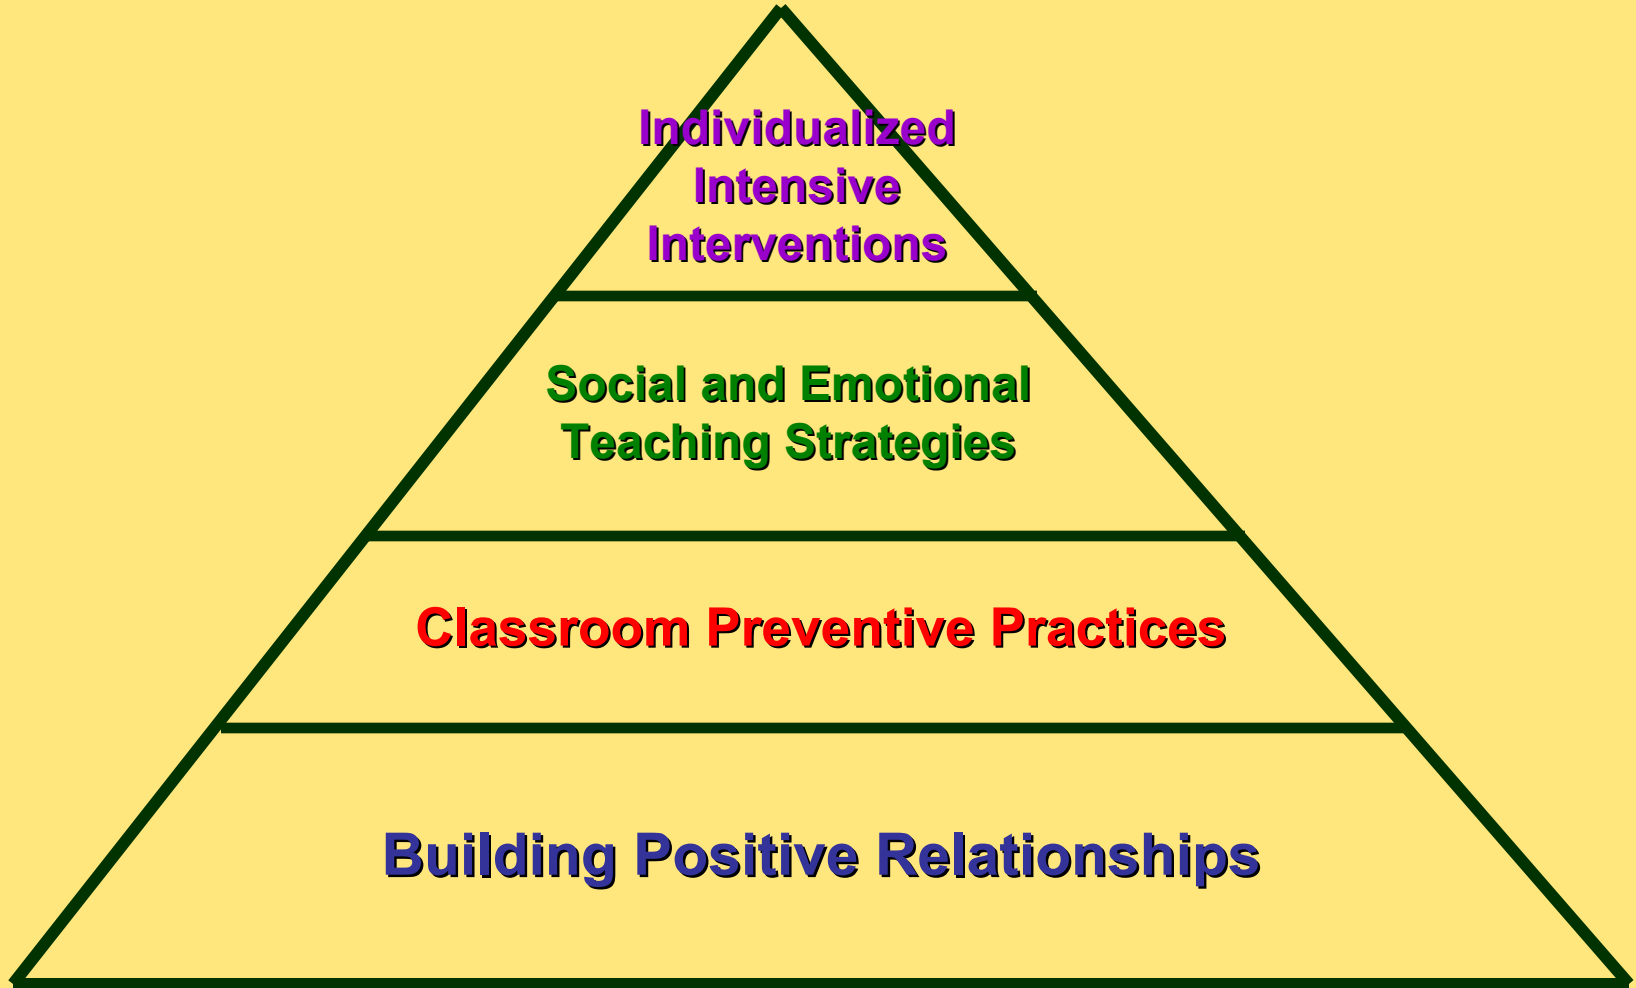 Individualized
Intensive
Interventions
Social and Emotional
Teaching Strategies
Classroom Preventive Practices
Building Positive Relationships